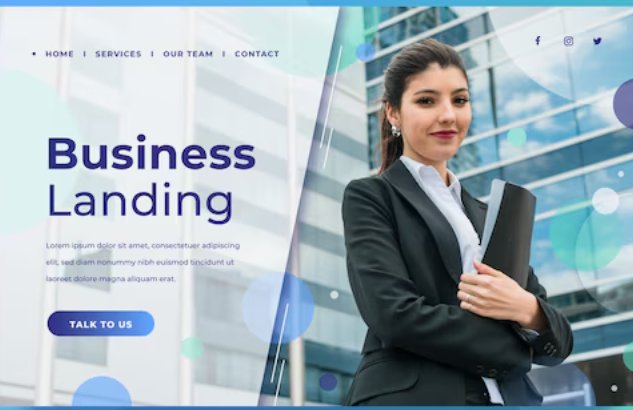 • HOME I SERVICES I OUR TEAM I CONTACT
Business
Landing
Lorem ipsum dolor sit amet, consectetuer adipiscing
elit, sed diam nonummy nibh euismod tincidunt ut
laoreet dolore magna aliquam erat.
TALK TO US